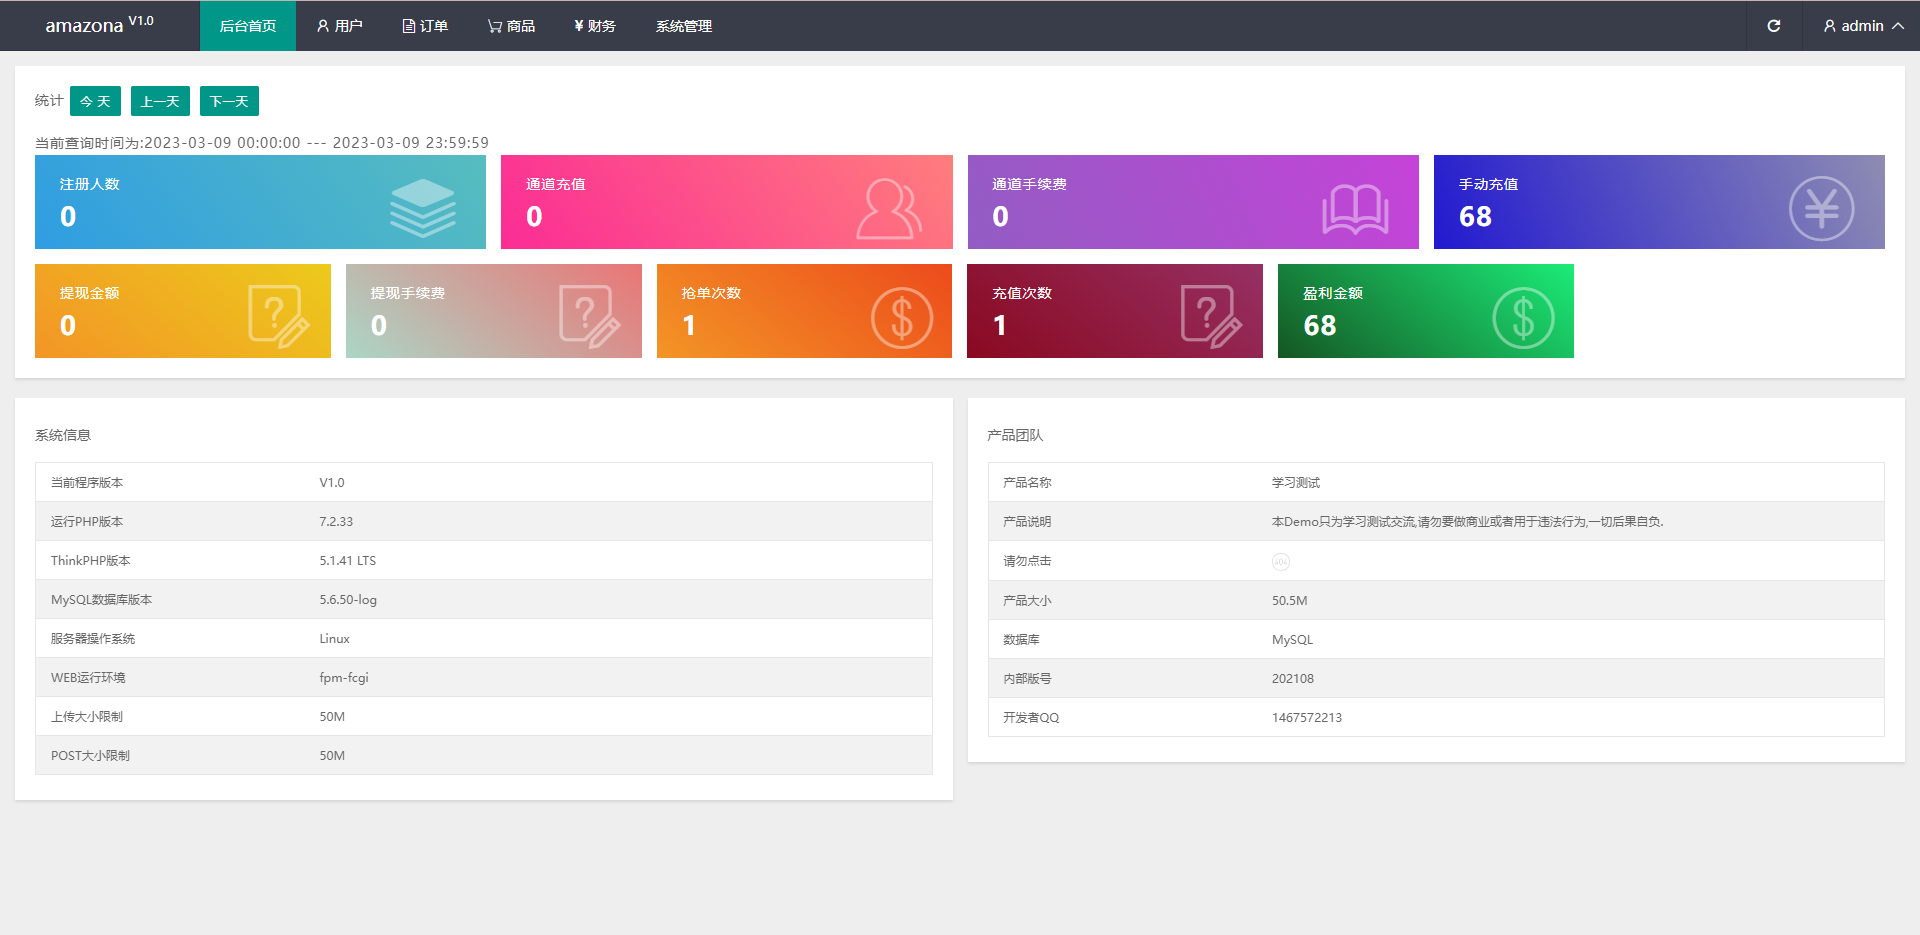 amazona V1.0 后台首页 用户 订单 商品 ¥ 财务 系统管理 admin
统计 今 天 上一天 下一天
当前查询时间为:2023-03-09 00:00:00 --- 2023-03-09 23:59:59
注册人数
0
通道充值
0
通道手续费
0
手动充值
68
提现金额
0
提现手续费
0
抢单次数
1
充值次数
1
盈利金额
68
系统信息
当前程序版本 V1.0
运行PHP版本 7.2.33
ThinkPHP版本 5.1.41 LTS
MySQL数据库版本 5.6.50-log
服务器操作系统 Linux
WEB运行环境 fpm-fcgi
上传大小限制 50M
POST大小限制 50M
产品团队
产品名称 学习测试
产品说明 本Demo只为学习测试交流,请勿要做商业或者用于违法行为,一切后果自负.
请勿点击 404
产品大小 50.5M
数据库 MySQL
内部版号 202108
开发者QQ 1467572213